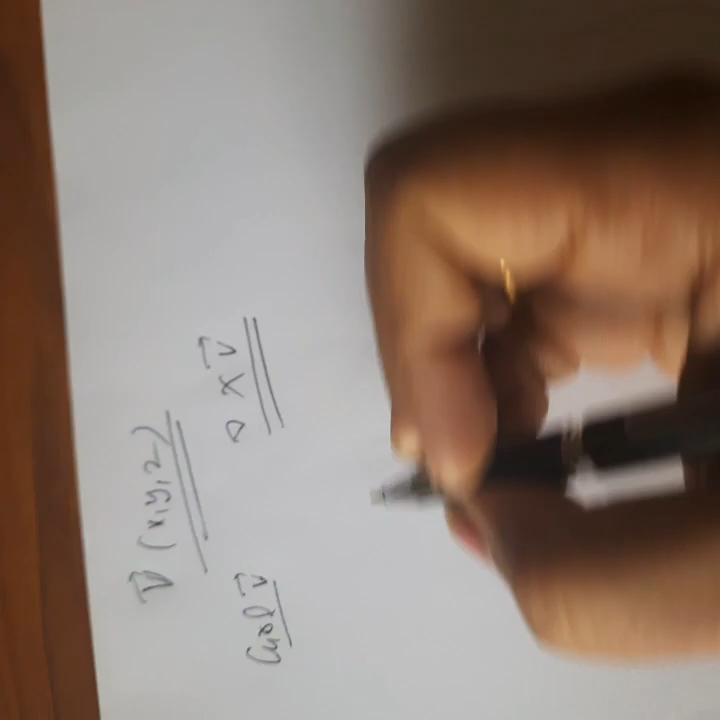 V⃗ (x,y,z)
Curl V⃗ ∇ × V⃗